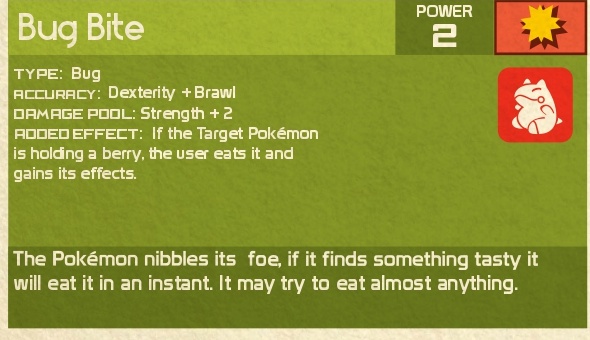 Bug Bite
POWER
2
TYPE: Bug
ACCURACY: Dexterity + Brawl
DAMAGE POOL: Strength + 2
ADDED EFFECT: If the Target Pokémon
is holding a berry, the user eats it and
gains its effects.
The Pokémon nibbles its foe, if it finds something tasty it
will eat it in an instant. It may try to eat almost anything.